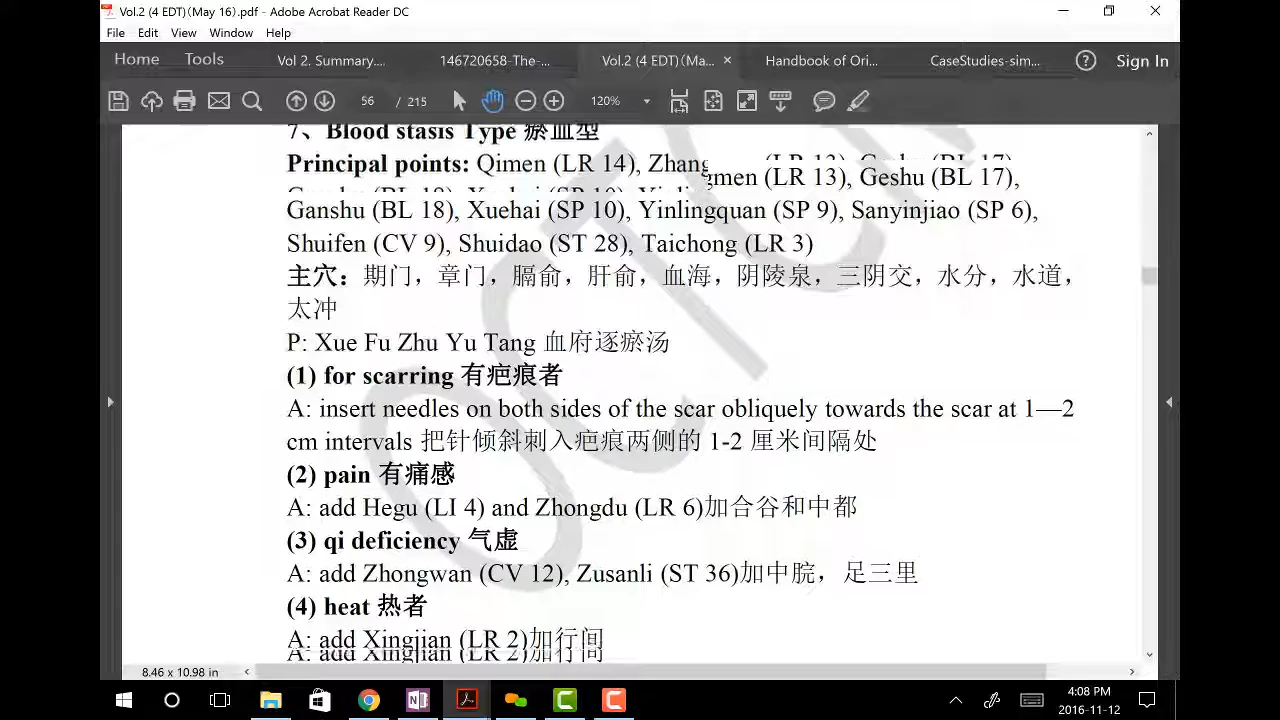 Vol.2 (4 EDT)(May 16).pdf - Adobe Acrobat Reader DC
File Edit View Window Help
Home Tools Vol 2. Summary.... 146720658-The-... Vol.2 (4 EDT)(Ma... × Handbook of Ori... CaseStudies-sim... Sign In
56 / 215 120%
7、Blood stasis Type 瘀血型
Principal points: Qimen (LR 14), Zhangmen (LR 13), Geshu (BL 17),
Ganshu (BL 18), Xuehai (SP 10), Yinlingquan (SP 9), Sanyinjiao (SP 6),
Shuifen (CV 9), Shuidao (ST 28), Taichong (LR 3)
主穴：期门，章门，膈俞，肝俞，血海，阴陵泉，三阴交，水分，水道，
太冲
P: Xue Fu Zhu Yu Tang 血府逐瘀汤
(1) for scarring 有疤痕者
A: insert needles on both sides of the scar obliquely towards the scar at 1—2
cm intervals 把针倾斜刺入疤痕两侧的 1-2 厘米间隔处
(2) pain 有痛感
A: add Hegu (LI 4) and Zhongdu (LR 6)加合谷和中都
(3) qi deficiency 气虚
A: add Zhongwan (CV 12), Zusanli (ST 36)加中脘，足三里
(4) heat 热者
A: add Xingjian (LR 2)加行间
8.46 x 10.98 in
4:08 PM
2016-11-12